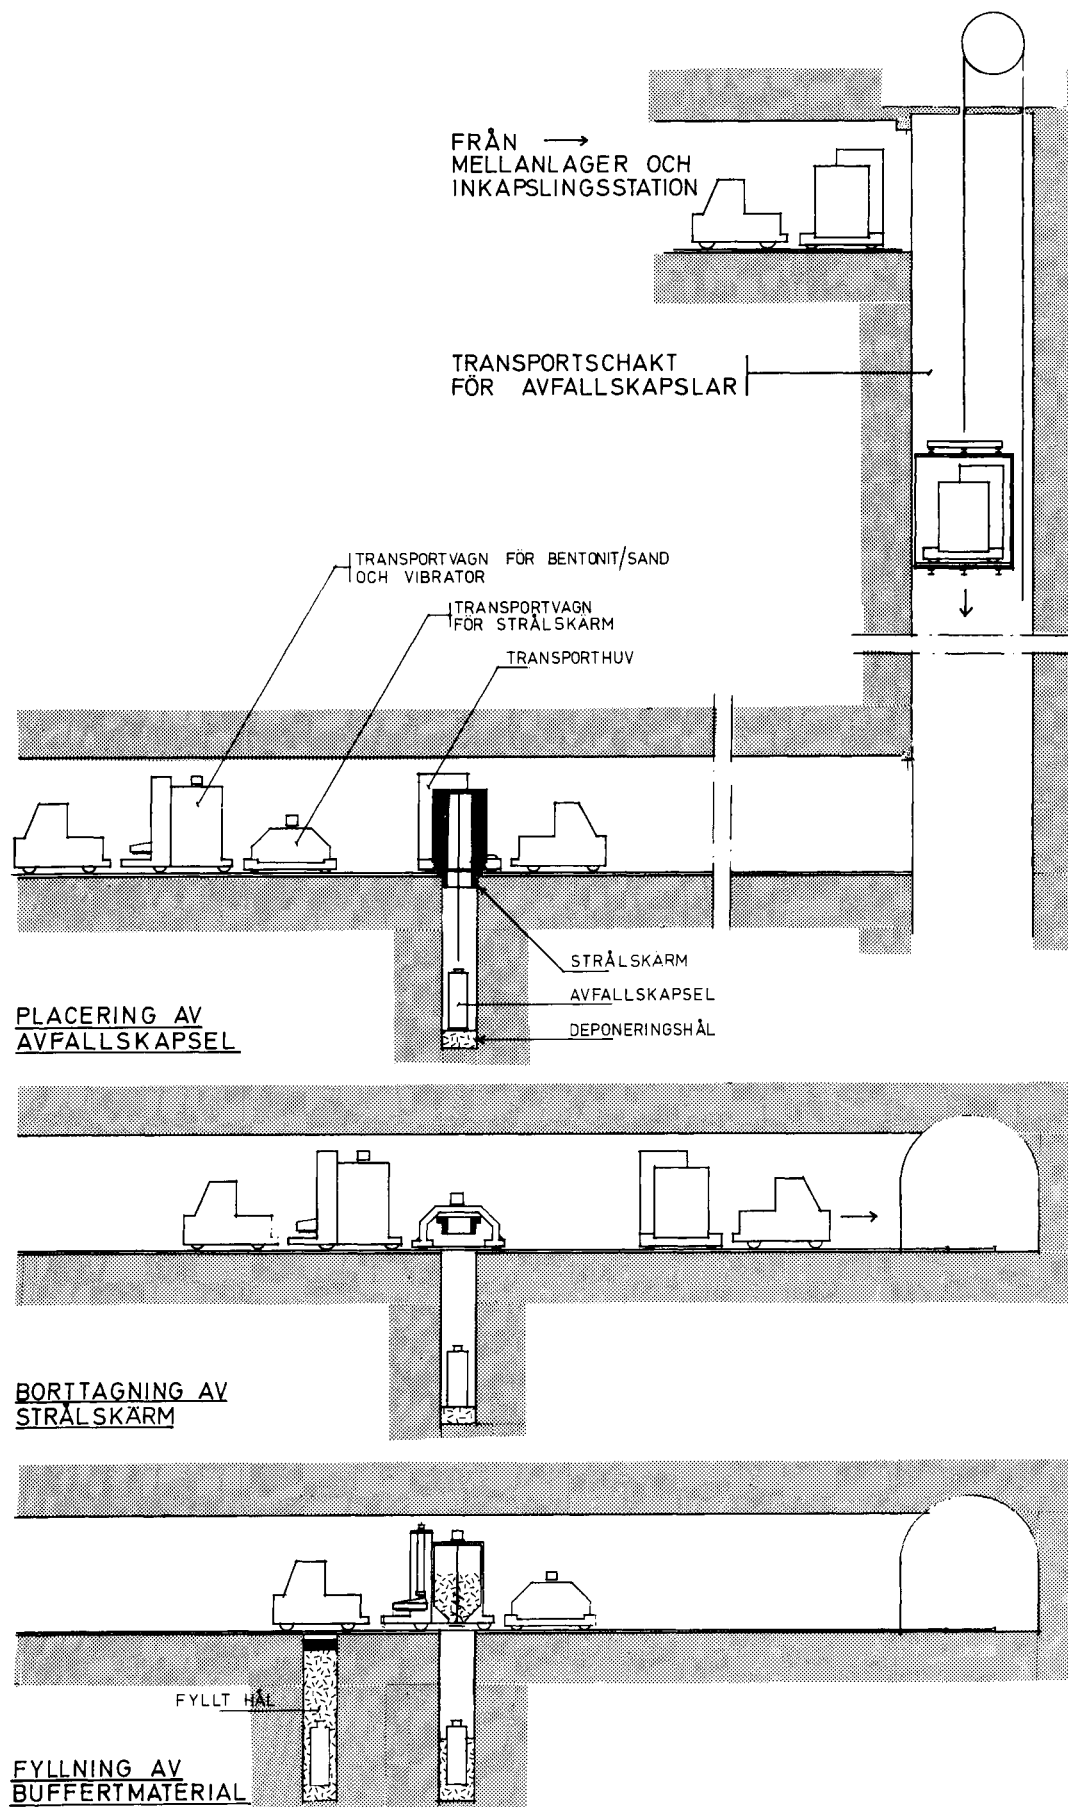 FRÅN →
MELLANLAGER OCH
INKAPSLINGSSTATION
TRANSPORTSCHAKT
FÖR AVFALLSKAPSLAR
TRANSPORTVAGN FÖR BENTONIT/SAND
OCH VIBRATOR
TRANSPORTVAGN
FÖR STRÅLSKÄRM
TRANSPORTHUV
STRÅLSKÄRM
AVFALLSKAPSEL
DEPONERINGSHÅL
PLACERING AV
AVFALLSKAPSEL
BORTTAGNING AV
STRÅLSKÄRM
FYLLT HÅL
FYLLNING AV
BUFFERTMATERIAL